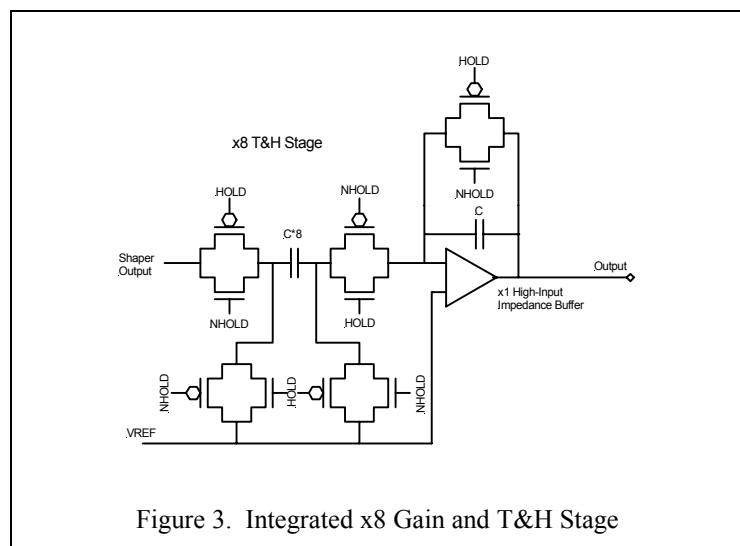 HOLD
x8 T&H Stage
HOLD
NHOLD
NHOLD
C*8
C
Shaper
Output
Output
x1 High-Input
Impedance Buffer
NHOLD
HOLD
NHOLD
HOLD
NHOLD
VREF
Figure 3. Integrated x8 Gain and T&H Stage